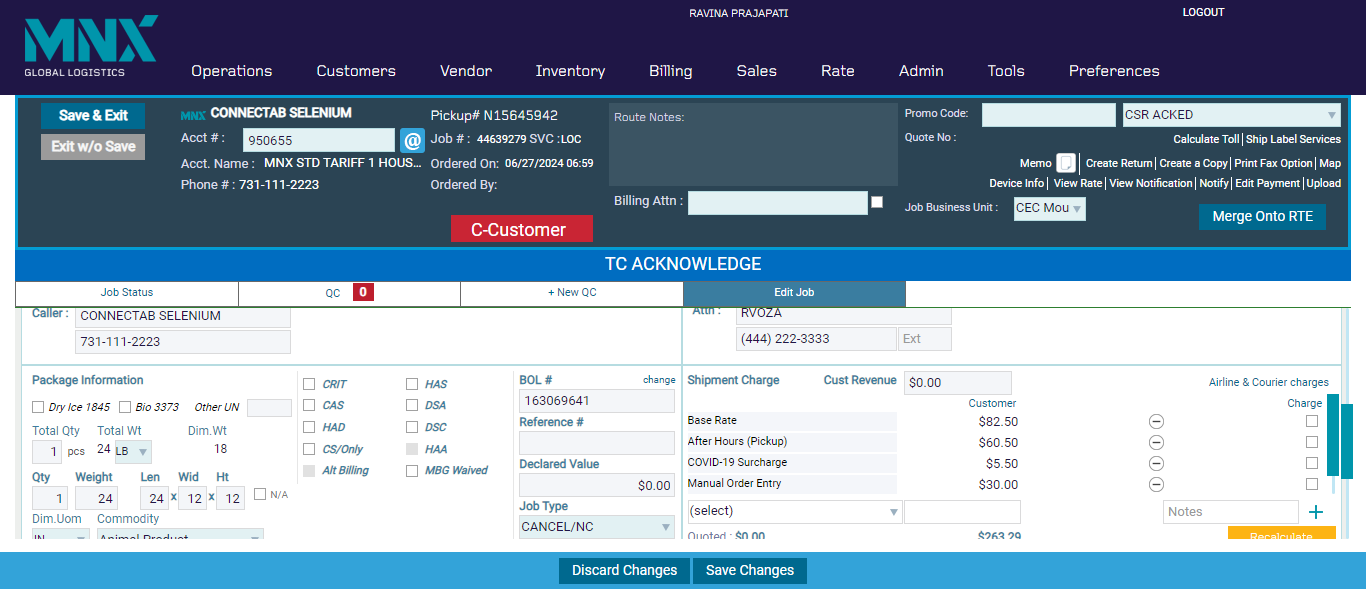 RAVINA PRAJAPATI
LOGOUT
MNX
GLOBAL LOGISTICS
Operations
Customers
Vendor
Inventory
Billing
Sales
Rate
Admin
Tools
Preferences
Save & Exit
Exit w/o Save
MNX CONNECTAB SELENIUM
Acct # : 950655 @
Acct. Name : MNX STD TARIFF 1 HOUS...
Phone # : 731-111-2223
Pickup# N15645942
Job # : 44639279 SVC :LOC
Ordered On: 06/27/2024 06:59
Ordered By:
C-Customer
Route Notes:
Billing Attn :
Promo Code:
CSR ACKED
Quote No :
Calculate Toll| Ship Label Services
Memo | Create Return| Create a Copy| Print Fax Option| Map
Device Info| View Rate| View Notification| Notify| Edit Payment| Upload
Job Business Unit : CEC Mou
Merge Onto RTE
TC ACKNOWLEDGE
Job Status
QC 0
+ New QC
Edit Job
Caller : CONNECTAB SELENIUM
731-111-2223
Attn : RVOZA
(444) 222-3333 Ext
Package Information
Dry Ice 1845 Bio 3373 Other UN
Total Qty Total Wt Dim.Wt
1 pcs 24 LB 18
Qty Weight Len Wid Ht
1 24 24 x 12 x 12 N/A
Dim.Uom Commodity
IN Animal Product
CRIT HAS
CAS DSA
HAD DSC
CS/Only HAA
Alt Billing MBG Waived
BOL # change
163069641
Reference #
Declared Value
$0.00
Job Type
CANCEL/NC
Shipment Charge Cust Revenue $0.00
Airline & Courier charges
Customer Charge
Base Rate $82.50
After Hours (Pickup) $60.50
COVID-19 Surcharge $5.50
Manual Order Entry $30.00
(select) Notes +
Quoted : $0.00 $263.29
Recalculate
Discard Changes
Save Changes